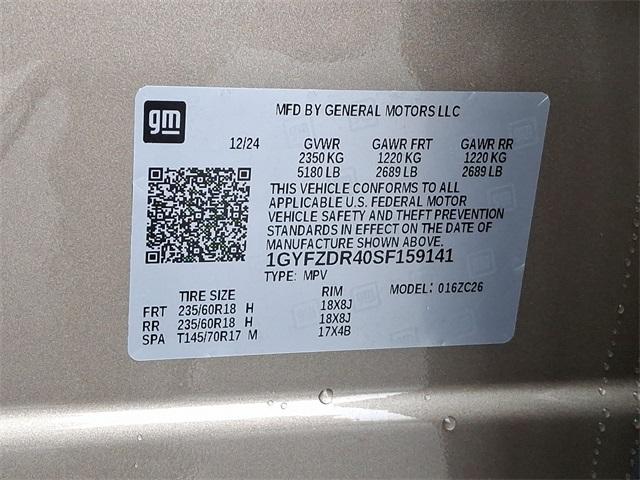 gm
MFD BY GENERAL MOTORS LLC
12/24 GVWR GAWR FRT GAWR RR
2350 KG 1220 KG 1220 KG
5180 LB 2689 LB 2689 LB
THIS VEHICLE CONFORMS TO ALL
APPLICABLE U.S. FEDERAL MOTOR
VEHICLE SAFETY AND THEFT PREVENTION
STANDARDS IN EFFECT ON THE DATE OF
MANUFACTURE SHOWN ABOVE.
1GYFZDR40SF159141
TYPE: MPV MODEL: 016ZC26
TIRE SIZE RIM
FRT 235/60R18 H 18X8J
RR 235/60R18 H 18X8J
SPA T145/70R17 M 17X4B